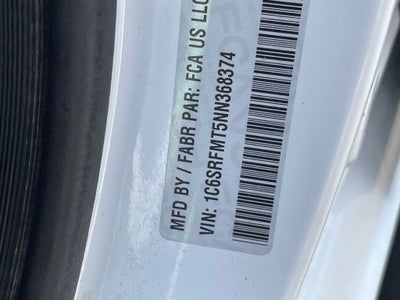 MFD BY / FABR PAR: FCA US LLC
VIN: 1C6SRFMT5NN368374